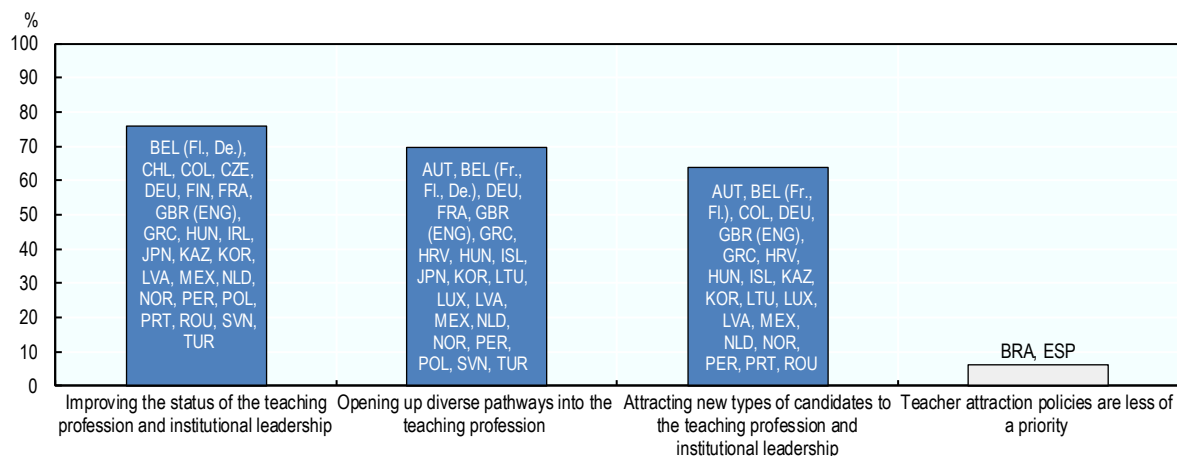 %
100
90
80
70
60
50
40
30
20
10
0
BEL (Fl., De.),
CHL, COL, CZE,
DEU, FIN, FRA,
GBR (ENG),
GRC, HUN, IRL,
JPN, KAZ, KOR,
LVA, MEX, NLD,
NOR, PER, POL,
PRT, ROU, SVN,
TUR
AUT, BEL (Fr.,
Fl., De.), DEU,
FRA, GBR
(ENG), GRC,
HRV, HUN, ISL,
JPN, KOR, LTU,
LUX, LVA,
MEX, NLD,
NOR, PER,
POL, SVN, TUR
AUT, BEL (Fr.,
Fl.), COL, DEU,
GBR (ENG),
GRC, HRV,
HUN, ISL, KAZ,
KOR, LTU, LUX,
LVA, MEX,
NLD, NOR,
PER, PRT, ROU
BRA, ESP
Improving the status of the teaching
profession and institutional leadership
Opening up diverse pathways into the
teaching profession
Attracting new types of candidates to
the teaching profession and
institutional leadership
Teacher attraction policies are less of
a priority